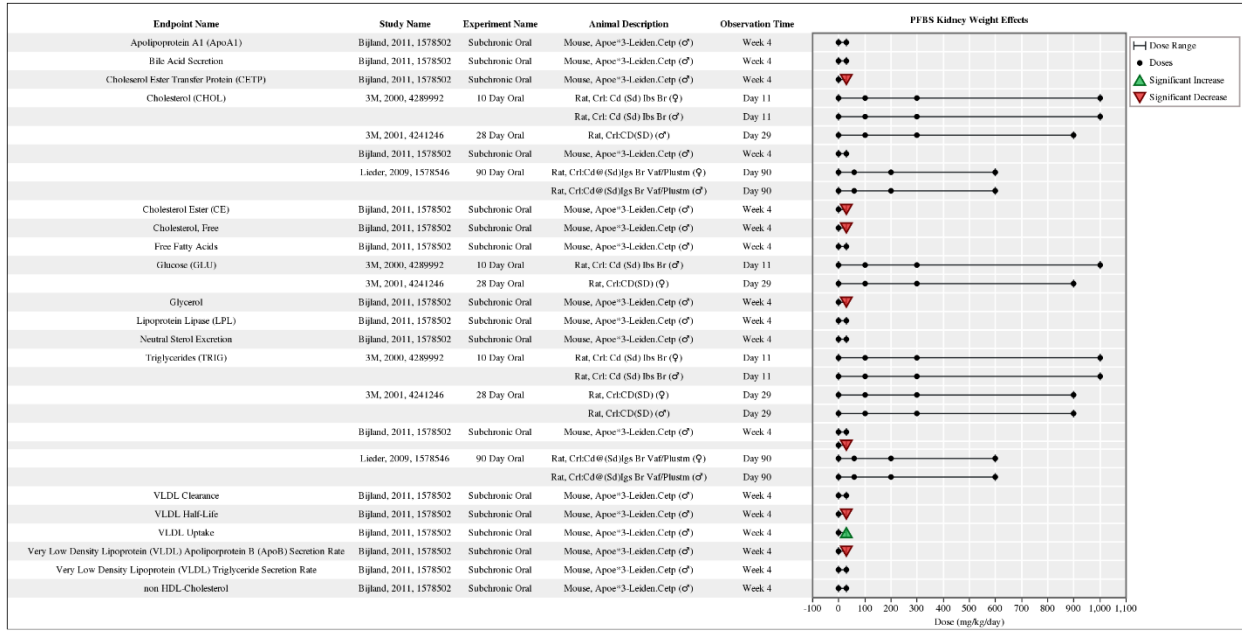 Endpoint Name Study Name Experiment Name Animal Description Observation Time PFBS Kidney Weight Effects
Apolipoprotein A1 (ApoA1) Bijland, 2011, 1578502 Subchronic Oral Mouse, Apoe*3-Leiden.Cetp (♂) Week 4
Bile Acid Secretion Bijland, 2011, 1578502 Subchronic Oral Mouse, Apoe*3-Leiden.Cetp (♂) Week 4
Choleserol Ester Transfer Protein (CETP) Bijland, 2011, 1578502 Subchronic Oral Mouse, Apoe*3-Leiden.Cetp (♂) Week 4
Cholesterol (CHOL) 3M, 2000, 4289992 10 Day Oral Rat, Crl: Cd (Sd) Ibs Br (♀) Day 11
Rat, Crl: Cd (Sd) Ibs Br (♂) Day 11
3M, 2001, 4241246 28 Day Oral Rat, Crl:CD(SD) (♂) Day 29
Bijland, 2011, 1578502 Subchronic Oral Mouse, Apoe*3-Leiden.Cetp (♂) Week 4
Lieder, 2009, 1578546 90 Day Oral Rat, Crl:Cd@(Sd)Igs Br Vaf/Plustm (♀) Day 90
Rat, Crl:Cd@(Sd)Igs Br Vaf/Plustm (♂) Day 90
Cholesterol Ester (CE) Bijland, 2011, 1578502 Subchronic Oral Mouse, Apoe*3-Leiden.Cetp (♂) Week 4
Cholesterol, Free Bijland, 2011, 1578502 Subchronic Oral Mouse, Apoe*3-Leiden.Cetp (♂) Week 4
Free Fatty Acids Bijland, 2011, 1578502 Subchronic Oral Mouse, Apoe*3-Leiden.Cetp (♂) Week 4
Glucose (GLU) 3M, 2000, 4289992 10 Day Oral Rat, Crl: Cd (Sd) Ibs Br (♂) Day 11
3M, 2001, 4241246 28 Day Oral Rat, Crl:CD(SD) (♀) Day 29
Glycerol Bijland, 2011, 1578502 Subchronic Oral Mouse, Apoe*3-Leiden.Cetp (♂) Week 4
Lipoprotein Lipase (LPL) Bijland, 2011, 1578502 Subchronic Oral Mouse, Apoe*3-Leiden.Cetp (♂) Week 4
Neutral Sterol Excretion Bijland, 2011, 1578502 Subchronic Oral Mouse, Apoe*3-Leiden.Cetp (♂) Week 4
Triglycerides (TRIG) 3M, 2000, 4289992 10 Day Oral Rat, Crl: Cd (Sd) Ibs Br (♀) Day 11
Rat, Crl: Cd (Sd) Ibs Br (♂) Day 11
3M, 2001, 4241246 28 Day Oral Rat, Crl:CD(SD) (♀) Day 29
Rat, Crl:CD(SD) (♂) Day 29
Bijland, 2011, 1578502 Subchronic Oral Mouse, Apoe*3-Leiden.Cetp (♂) Week 4
Lieder, 2009, 1578546 90 Day Oral Rat, Crl:Cd@(Sd)Igs Br Vaf/Plustm (♀) Day 90
Rat, Crl:Cd@(Sd)Igs Br Vaf/Plustm (♂) Day 90
VLDL Clearance Bijland, 2011, 1578502 Subchronic Oral Mouse, Apoe*3-Leiden.Cetp (♂) Week 4
VLDL Half-Life Bijland, 2011, 1578502 Subchronic Oral Mouse, Apoe*3-Leiden.Cetp (♂) Week 4
VLDL Uptake Bijland, 2011, 1578502 Subchronic Oral Mouse, Apoe*3-Leiden.Cetp (♂) Week 4
Very Low Density Lipoprotein (VLDL) Apoliporprotein B (ApoB) Secretion Rate Bijland, 2011, 1578502 Subchronic Oral Mouse, Apoe*3-Leiden.Cetp (♂) Week 4
Very Low Density Lipoprotein (VLDL) Triglyceride Secretion Rate Bijland, 2011, 1578502 Subchronic Oral Mouse, Apoe*3-Leiden.Cetp (♂) Week 4
non HDL-Cholesterol Bijland, 2011, 1578502 Subchronic Oral Mouse, Apoe*3-Leiden.Cetp (♂) Week 4
-100 0 100 200 300 400 500 600 700 800 900 1,000 1,100
Dose (mg/kg/day)
Dose Range
Doses
Significant Increase
Significant Decrease